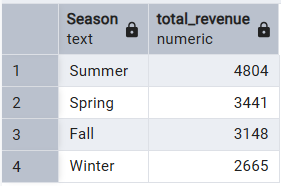 Season total_revenue
text numeric
1 Summer 4804
2 Spring 3441
3 Fall 3148
4 Winter 2665